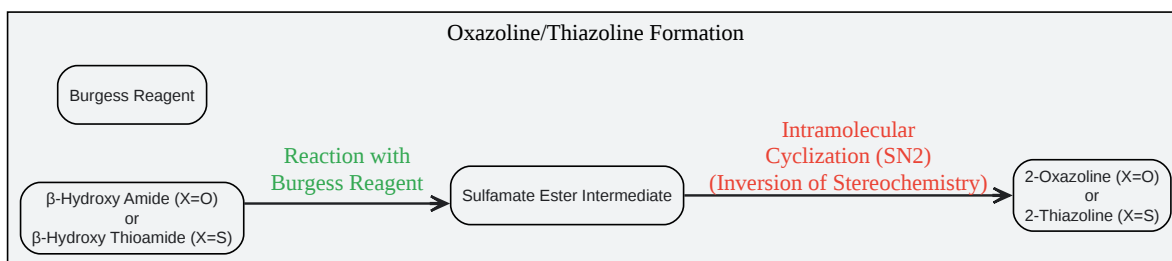 Oxazoline/Thiazoline Formation
Burgess Reagent
Reaction with
Burgess Reagent
Intramolecular
Cyclization (SN2)
(Inversion of Stereochemistry)
β-Hydroxy Amide (X=O)
or
β-Hydroxy Thioamide (X=S)
Sulfamate Ester Intermediate
2-Oxazoline (X=O)
or
2-Thiazoline (X=S)